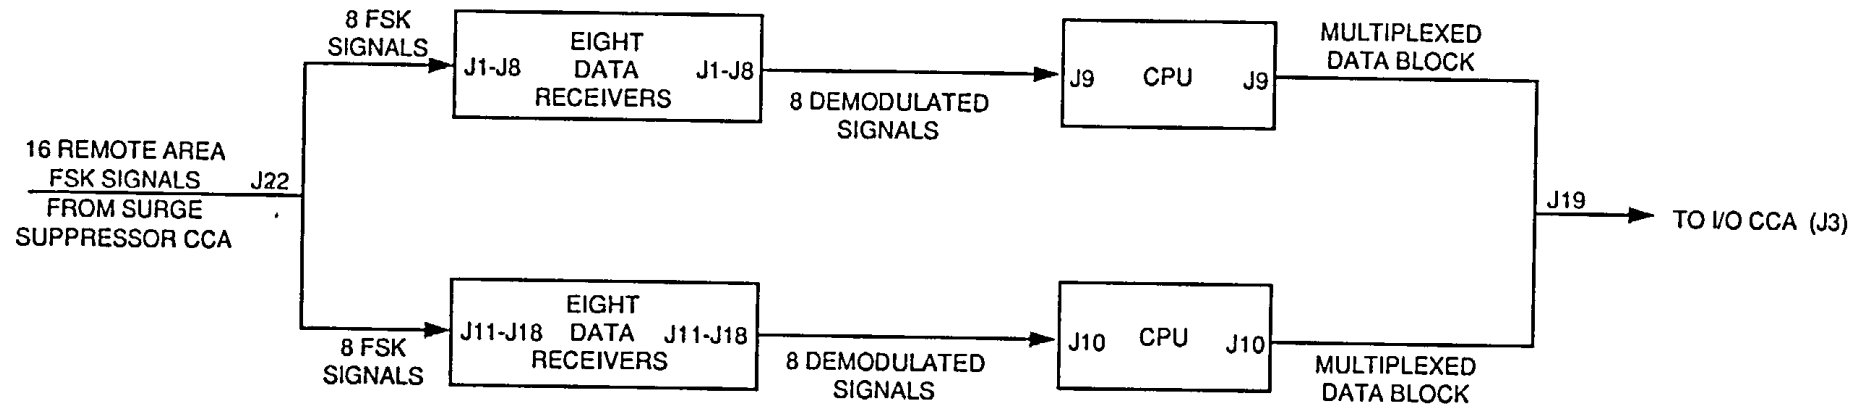 8 FSK
SIGNALS
EIGHT
DATA
RECEIVERS
J1-J8
J1-J8
8 DEMODULATED
SIGNALS
J9
CPU
J9
MULTIPLEXED
DATA BLOCK
16 REMOTE AREA
FSK SIGNALS
FROM SURGE
SUPPRESSOR CCA
J22
J19
TO I/O CCA (J3)
8 FSK
SIGNALS
EIGHT
DATA
RECEIVERS
J11-J18
J11-J18
8 DEMODULATED
SIGNALS
J10
CPU
J10
MULTIPLEXED
DATA BLOCK